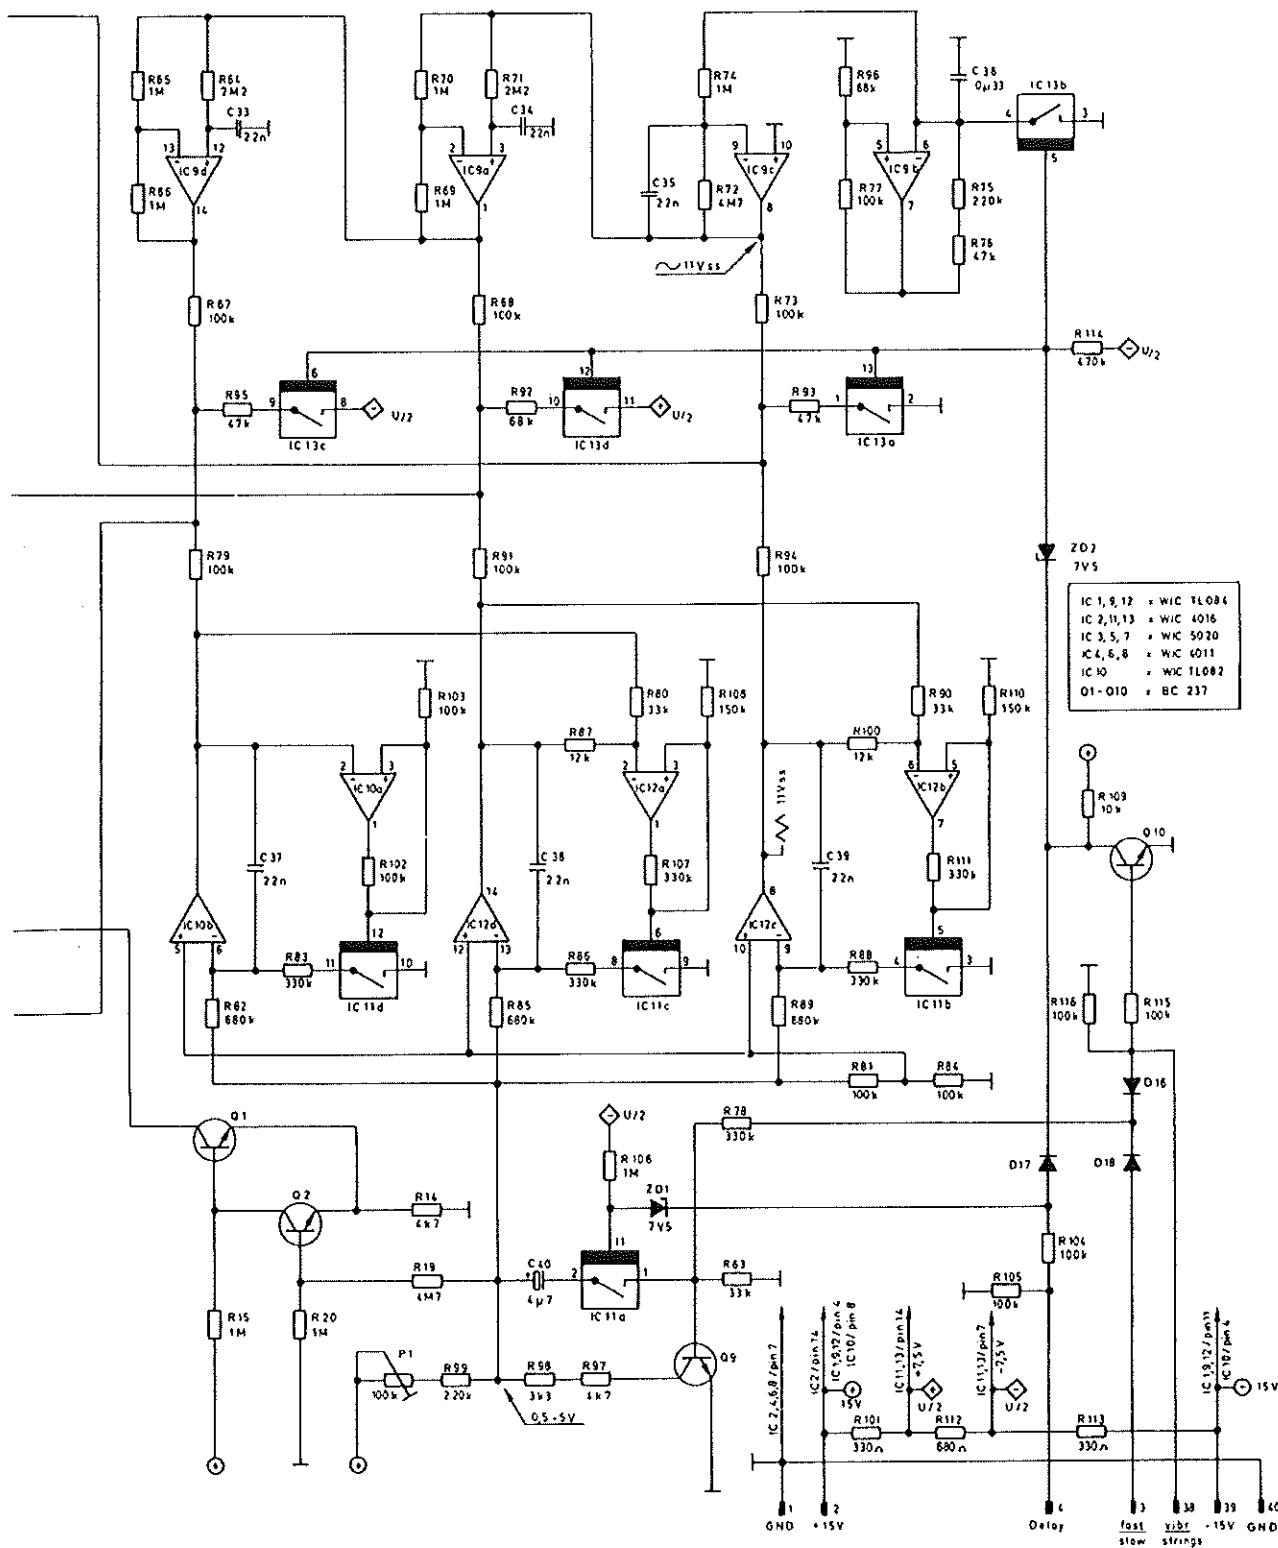 R65
1M
R64
2M2
C33
22n
13
12
IC9d
14
R66
1M
R70
1M
R71
2M2
C34
22n
2
3
IC9a
1
R69
1M
R74
1M
C35
22n
R72
4M7
9
10
IC9c
8
~11Vss
R96
68k
R77
100k
5
6
IC9b
7
C36
0µ33
R75
220k
R76
47k
IC13b
4
3
5
R67
100k
R68
100k
R73
100k
R114
470k
U/2
R95
47k
6
9
8
IC13c
U/2
R92
68k
12
10
11
IC13d
U/2
R93
47k
13
1
2
IC13a
R79
100k
R91
100k
R94
100k
ZD2
7V5
IC 1,9,12 = WIC TL084
IC 2,11,13 = WIC 4016
IC 3,5,7 = WIC 5020
IC 4,6,8 = WIC 4011
IC 10 = WIC TL082
Q1-Q10 = BC 237
R103
100k
R80
33k
R108
150k
R90
33k
R110
150k
R87
12k
R100
12k
2
3
IC10a
1
2
3
IC12a
1
6
5
IC12b
7
11Vss
R109
10k
Q10
C37
22n
R102
100k
C38
22n
R107
330k
C39
22n
R111
330k
IC10b
5
6
14
IC12d
12
13
8
IC12c
10
9
R83
330k
12
11
10
IC11d
R86
330k
6
8
9
IC11c
R88
330k
5
4
3
IC11b
R82
680k
R85
680k
R89
680k
R116
100k
R115
100k
R81
100k
R84
100k
D16
Q1
U/2
R78
330k
R106
1M
D17
D18
Q2
R14
4k7
ZD1
7V5
R104
100k
R19
4M7
C40
4µ7
11
2
1
IC11a
R63
33k
R105
100k
R15
1M
R20
1M
P1
100k
R99
220k
R98
3k3
R97
4k7
Q9
0,5-5V
IC 2,4,6,8/pin 7
IC2/pin 14
IC1,9,12/pin 4
IC10/pin 8
15V
IC11,13/pin14
+7,5V
U/2
IC11,13/pin 7
-7,5V
U/2
IC 1,9,12/pin11
IC10/pin 4
15V
R101
330Ω
R112
680Ω
R113
330Ω
1
2
4
3
38
39
40
GND
+15V
Delay
fast
slow
vibr
strings
-15V
GND